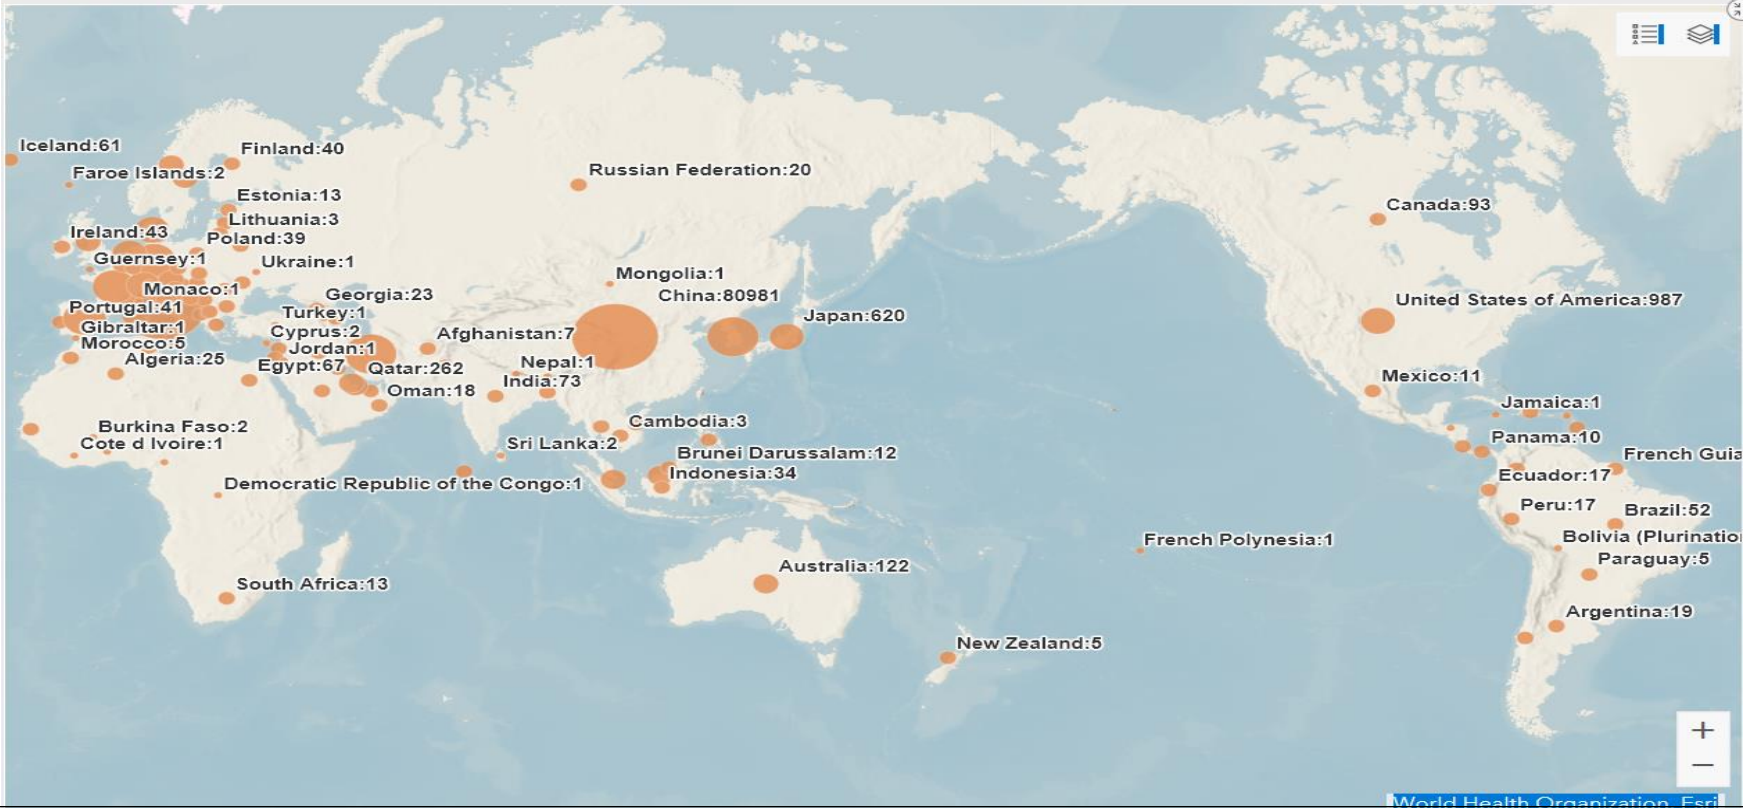 Iceland:61
Finland:40
Faroe Islands:2
Russian Federation:20
Estonia:13
Canada:93
Lithuania:3
Ireland:43
Poland:39
Guernsey:1
Ukraine:1
Mongolia:1
Monaco:1
Georgia:23
China:80981
United States of America:987
Portugal:41
Turkey:1
Japan:620
Gibraltar:1
Cyprus:2
Afghanistan:7
Morocco:5
Jordan:1
Algeria:25
Egypt:67
Qatar:262
Nepal:1
India:73
Mexico:11
Oman:18
Jamaica:1
Burkina Faso:2
Cambodia:3
Cote d Ivoire:1
Sri Lanka:2
Panama:10
Brunei Darussalam:12
French Guia
Indonesia:34
Ecuador:17
Democratic Republic of the Congo:1
Peru:17
Brazil:52
French Polynesia:1
Bolivia (Plurinatio
Paraguay:5
Australia:122
South Africa:13
Argentina:19
New Zealand:5
+
−
World Health Organization, Esri